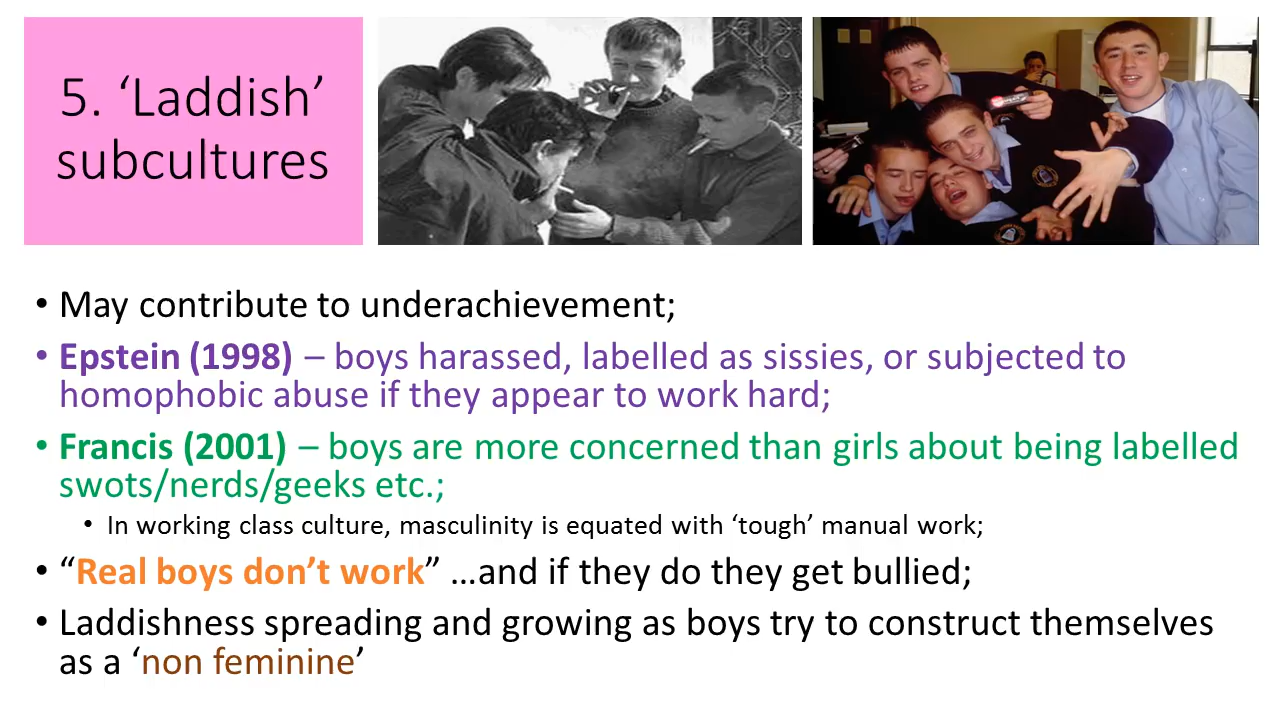 5. ‘Laddish’
subcultures
• May contribute to underachievement;
• Epstein (1998) – boys harassed, labelled as sissies, or subjected to
homophobic abuse if they appear to work hard;
• Francis (2001) – boys are more concerned than girls about being labelled
swots/nerds/geeks etc.;
• In working class culture, masculinity is equated with ‘tough’ manual work;
• “Real boys don’t work” …and if they do they get bullied;
• Laddishness spreading and growing as boys try to construct themselves
as a ‘non feminine’